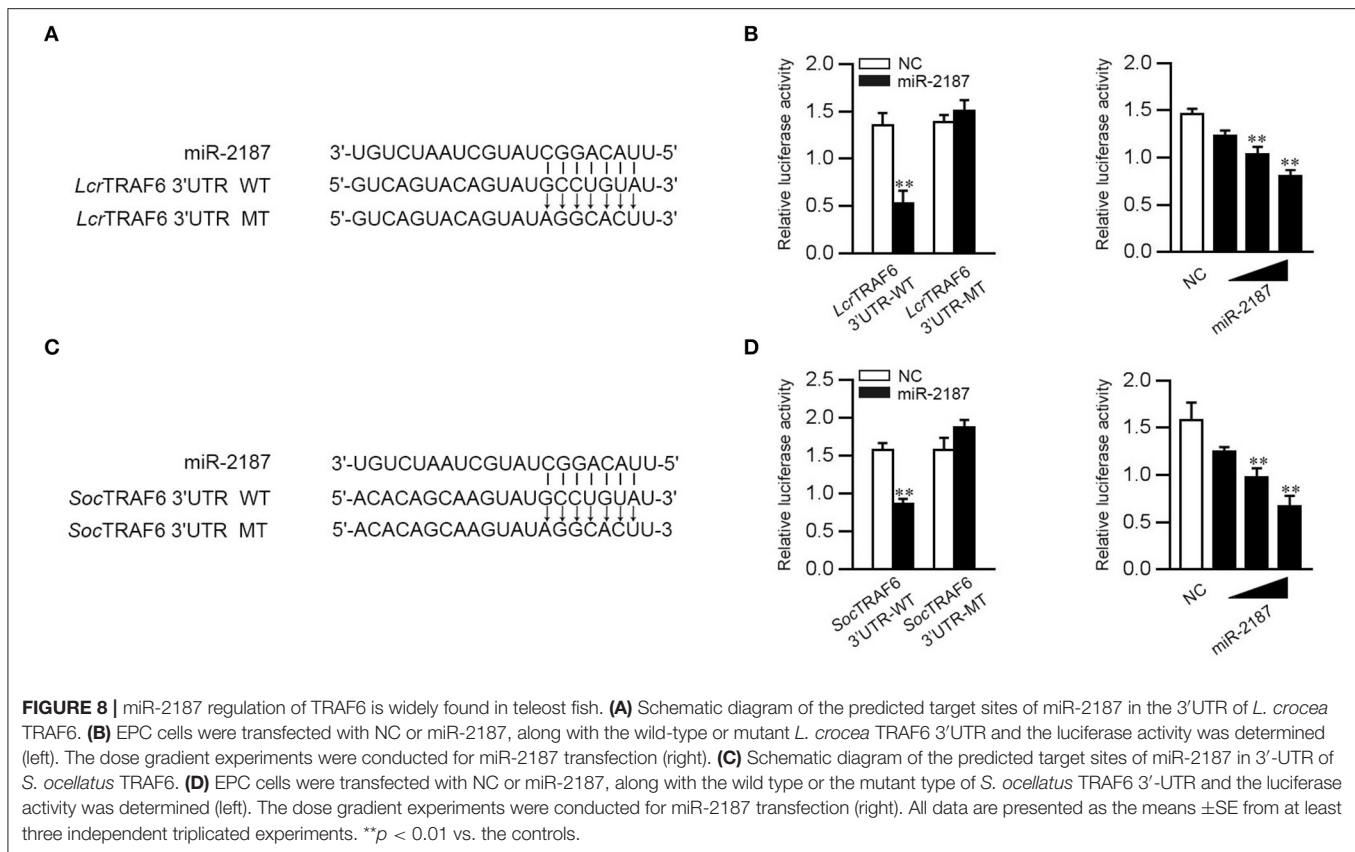 A
miR-2187 3'-UGUCUAAUCGUAUCGGACAUU-5'
LcrTRAF6 3'UTR WT 5'-GUCAGUACAGUAUGCCUGUAU-3'
LcrTRAF6 3'UTR MT 5'-GUCAGUACAGUAUAGGCACUU-3'
B
NC
miR-2187
Relative luciferase activity
2.0
1.5
1.0
0.5
0.0
**
LcrTRAF6
3'UTR-WT
LcrTRAF6
3'UTR-MT
Relative luciferase activity
2.0
1.5
1.0
0.5
0.0
**
**
NC
miR-2187
C
miR-2187 3'-UGUCUAAUCGUAUCGGACAUU-5'
SocTRAF6 3'UTR WT 5'-ACACAGCAAGUAUGCCUGUAU-3'
SocTRAF6 3'UTR MT 5'-ACACAGCAAGUAUAGGCACUU-3
D
NC
miR-2187
Relative luciferase activity
2.5
2.0
1.5
1.0
0.5
0.0
**
SocTRAF6
3'UTR-WT
SocTRAF6
3'UTR-MT
Relative luciferase activity
2.0
1.5
1.0
0.5
0.0
**
**
NC
miR-2187
FIGURE 8 | miR-2187 regulation of TRAF6 is widely found in teleost fish. (A) Schematic diagram of the predicted target sites of miR-2187 in the 3′UTR of L. crocea
TRAF6. (B) EPC cells were transfected with NC or miR-2187, along with the wild-type or mutant L. crocea TRAF6 3′UTR and the luciferase activity was determined
(left). The dose gradient experiments were conducted for miR-2187 transfection (right). (C) Schematic diagram of the predicted target sites of miR-2187 in 3′-UTR of
S. ocellatus TRAF6. (D) EPC cells were transfected with NC or miR-2187, along with the wild type or the mutant type of S. ocellatus TRAF6 3′-UTR and the luciferase
activity was determined (left). The dose gradient experiments were conducted for miR-2187 transfection (right). All data are presented as the means ±SE from at least
three independent triplicated experiments. **p < 0.01 vs. the controls.